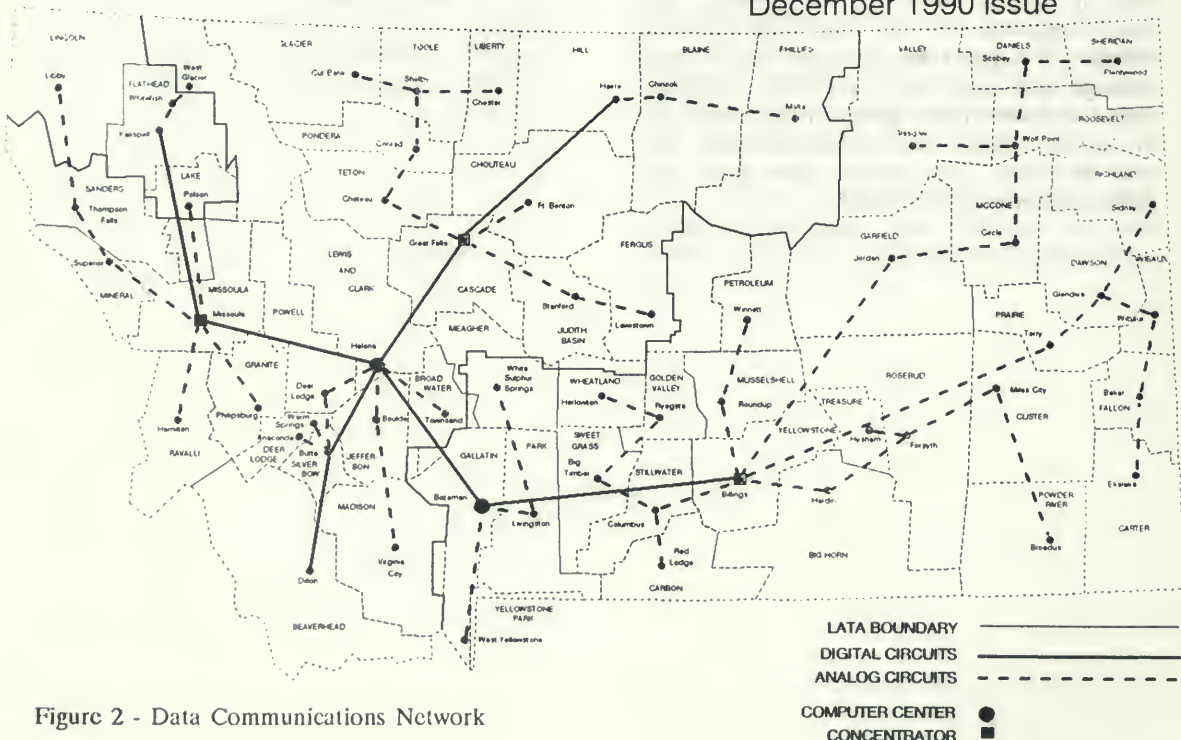 December 1990 Issue
LINCOLN
GLACIER
TOOLE
LIBERTY
HILL
BLAINE
PHILLIPS
VALLEY
DANIELS
SHERIDAN
Libby
West
Glacier
FLATHEAD
Whitefish
Kalispell
Cut Bank
Shelby
Chester
Havre
Chinook
Malta
Scobey
Plentywood
Glasgow
Wolf Point
ROOSEVELT
PONDERA
Conrad
CHOUTEAU
TETON
Choteau
Ft Benton
LAKE
Polson
SANDERS
Thompson
Falls
RICHLAND
Sidney
MCCONE
Circle
Great Falls
FERGUS
GARFIELD
Jordan
DAWSON
WIBAUX
Superior
MINERAL
MISSOULA
Missoula
POWELL
LEWIS
AND
CLARK
CASCADE
Stanford
Lewistown
JUDITH
BASIN
PETROLEUM
Winnett
Glendive
Wibaux
PRAIRIE
Terry
MEAGHER
Helena
GRANITE
BROAD
WATER
White
Sulphur
Springs
WHEATLAND
Harlowton
GOLDEN
VALLEY
Ryegate
MUSSELSHELL
Roundup
ROSEBUD
TREASURE
Miles City
CUSTER
Baker
FALLON
Deer
Lodge
Warm
Springs
Anaconda
DEER
LODGE
Butte
SILVER
BOW
Boulder
Townsend
JEFFER
SON
Hamilton
RAVALLI
Philipsburg
GALLATIN
PARK
SWEET
GRASS
Big
Timber
STILLWATER
YELLOWSTONE
Hysham
Forsyth
Billings
Hardin
Ekalaka
POWDER
RIVER
CARTER
MADISON
Bozeman
Livingston
Columbus
Red
Lodge
CARBON
BIG HORN
Broadus
Virginia
City
Dillon
BEAVERHEAD
YELLOWSTONE
PARK
West Yellowstone
LATA BOUNDARY
DIGITAL CIRCUITS
ANALOG CIRCUITS
COMPUTER CENTER
CONCENTRATOR
Figure 2 - Data Communications Network